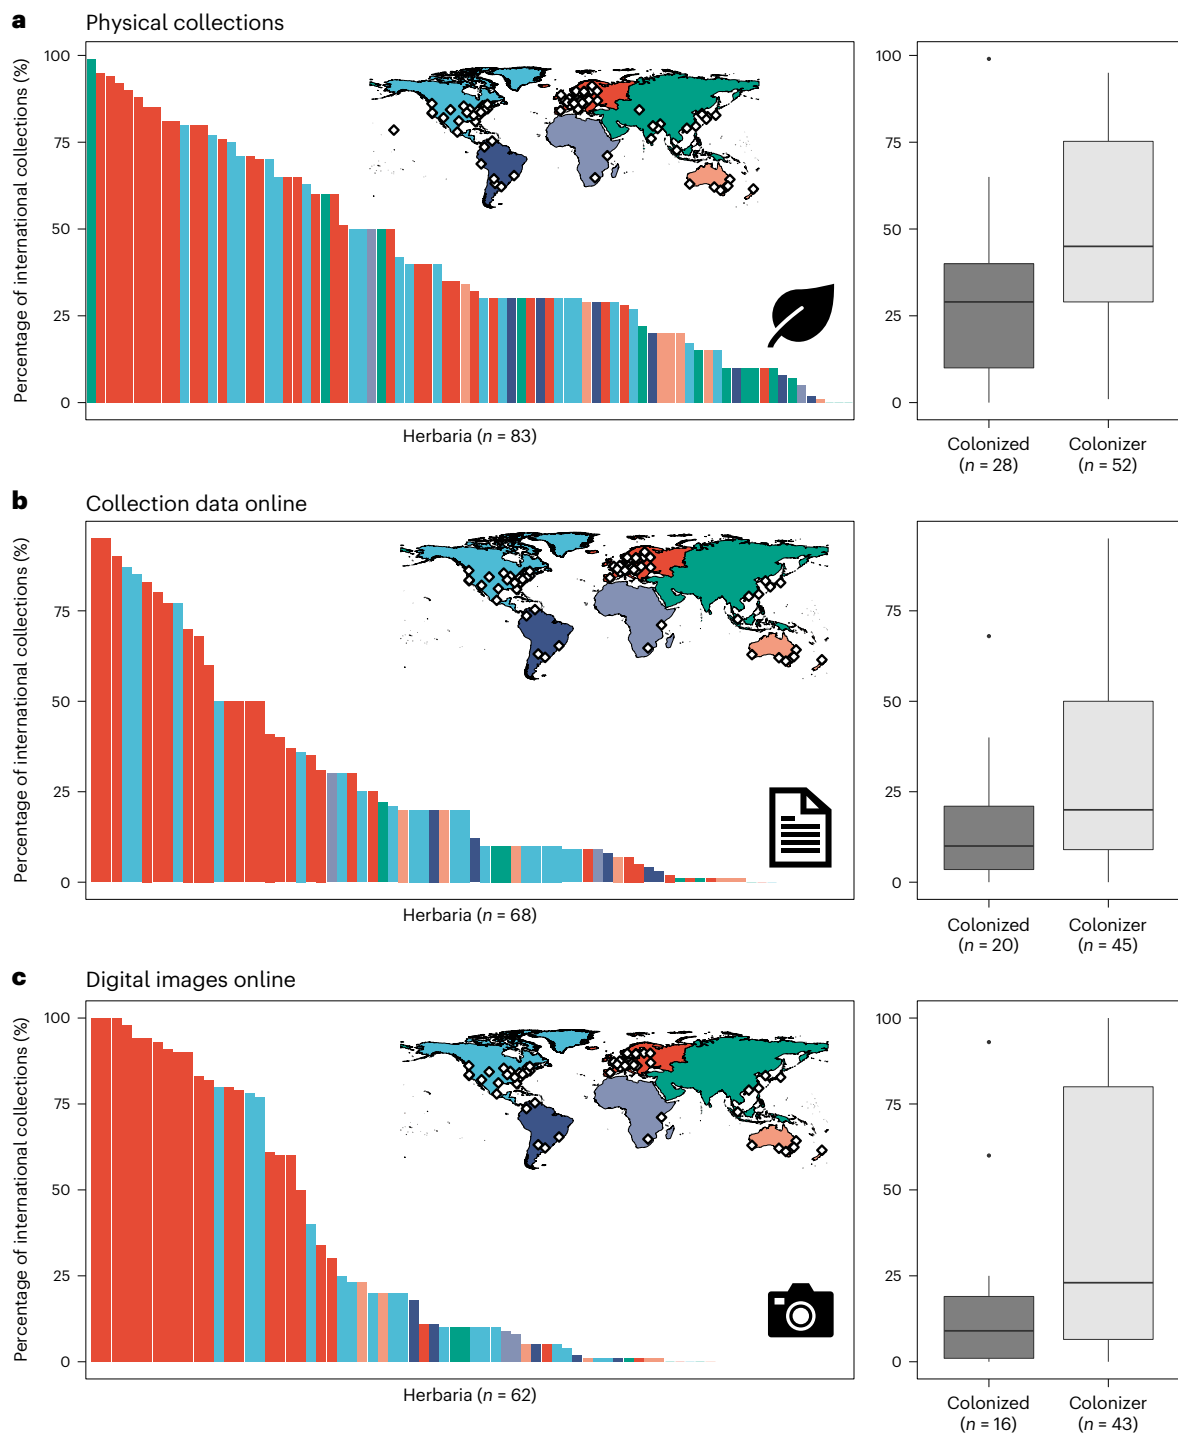 a Physical collections
Percentage of international collections (%)
100
75
50
25
0
Herbaria (n = 83)
100
75
50
25
0
Colonized
(n = 28)
Colonizer
(n = 52)
b Collection data online
Percentage of international collections (%)
75
50
25
0
Herbaria (n = 68)
75
50
25
0
Colonized
(n = 20)
Colonizer
(n = 45)
c Digital images online
Percentage of international collections (%)
100
75
50
25
0
Herbaria (n = 62)
100
75
50
25
0
Colonized
(n = 16)
Colonizer
(n = 43)